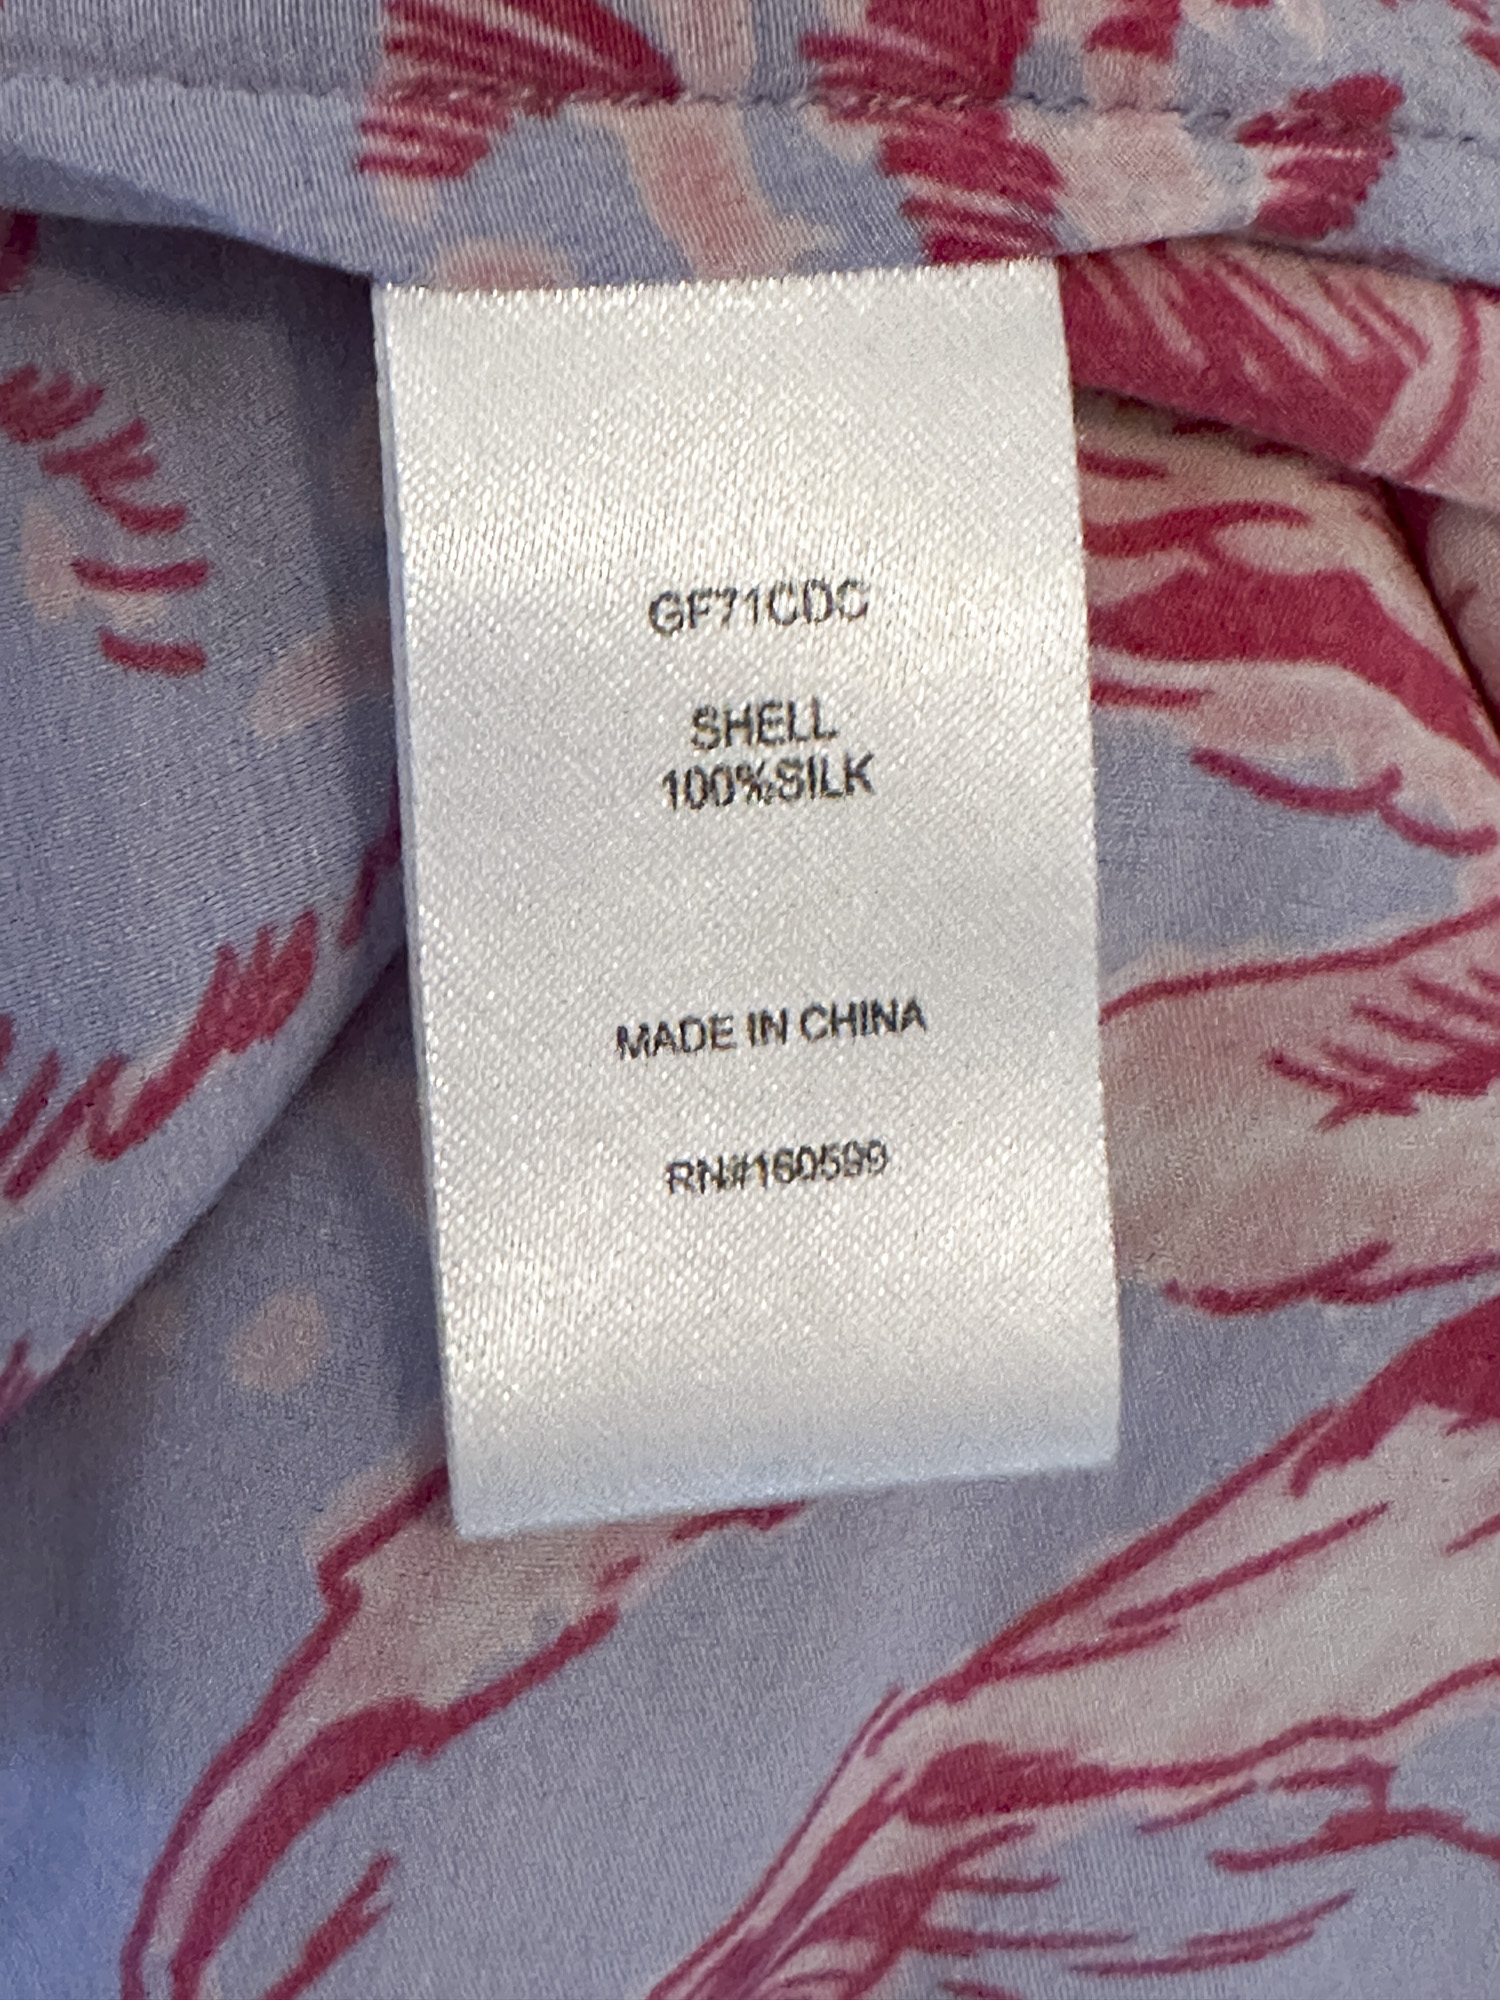 GF71CDC
SHELL
100%SILK
MADE IN CHINA
RN#160599